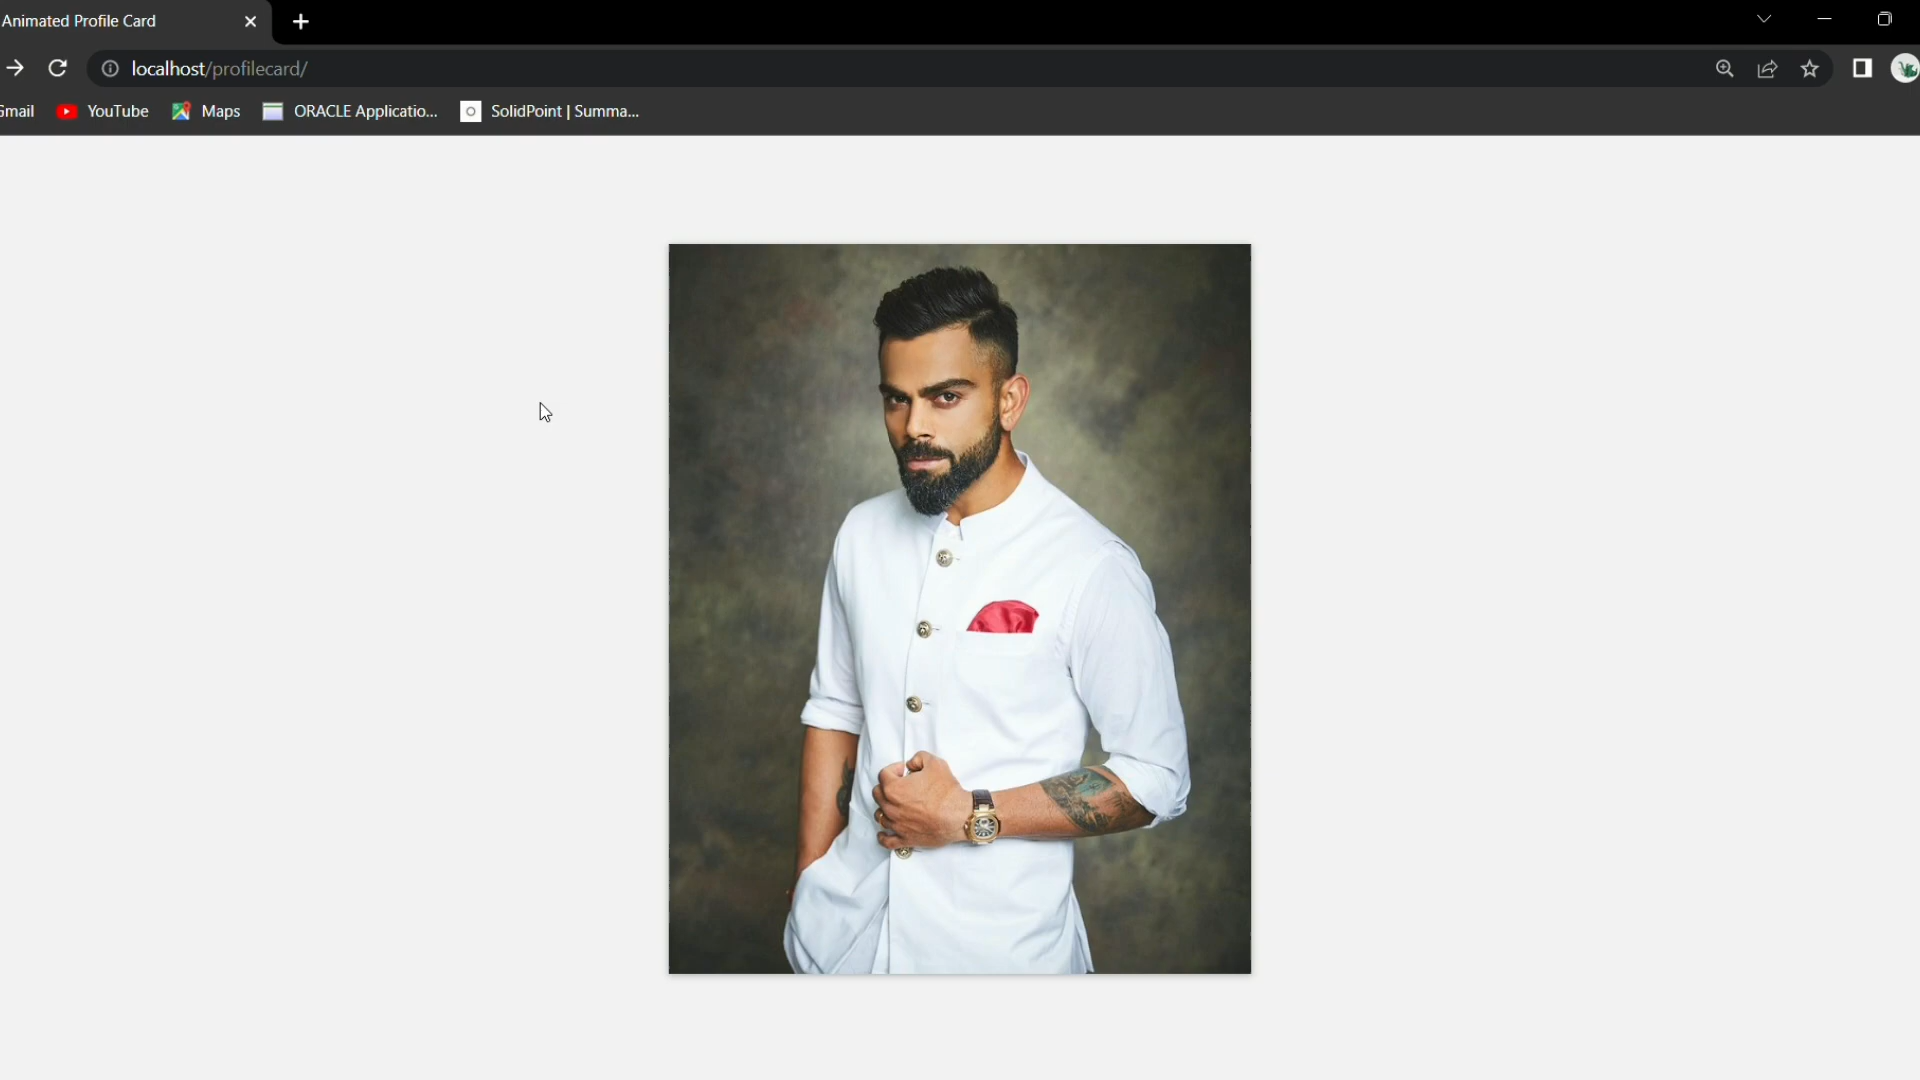 Animated Profile Card
localhost/profilecard/
Gmail YouTube Maps ORACLE Applicatio... SolidPoint | Summa...